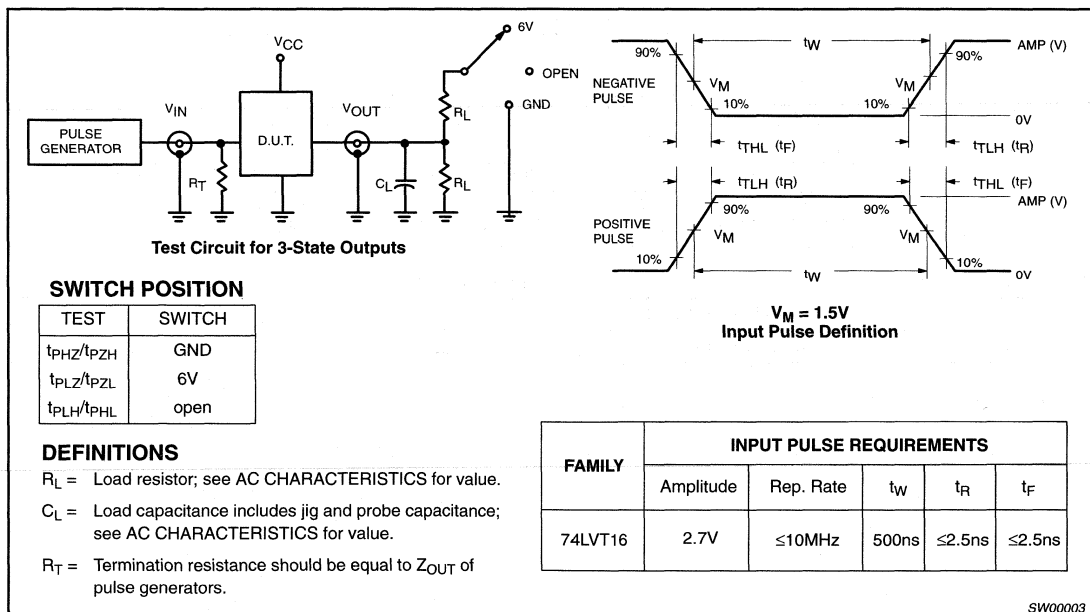 6V
VCC
OPEN
VIN
VOUT
RL
GND
PULSE
GENERATOR
D.U.T.
RT
CL
RL
Test Circuit for 3-State Outputs
tW
AMP (V)
90%
90%
NEGATIVE
PULSE
VM
VM
10%
10%
0V
tTHL (tF)
tTLH (tR)
tTLH (tR)
tTHL (tF)
AMP (V)
90%
90%
POSITIVE
PULSE
VM
VM
10%
10%
tW
0V
VM = 1.5V
Input Pulse Definition
SWITCH POSITION
TEST SWITCH
tPHZ/tPZH GND
tPLZ/tPZL 6V
tPLH/tPHL open
DEFINITIONS
RL = Load resistor; see AC CHARACTERISTICS for value.
CL = Load capacitance includes jig and probe capacitance;
see AC CHARACTERISTICS for value.
RT = Termination resistance should be equal to ZOUT of
pulse generators.
FAMILY INPUT PULSE REQUIREMENTS
Amplitude Rep. Rate tW tR tF
74LVT16 2.7V ≤10MHz 500ns ≤2.5ns ≤2.5ns
SW00003